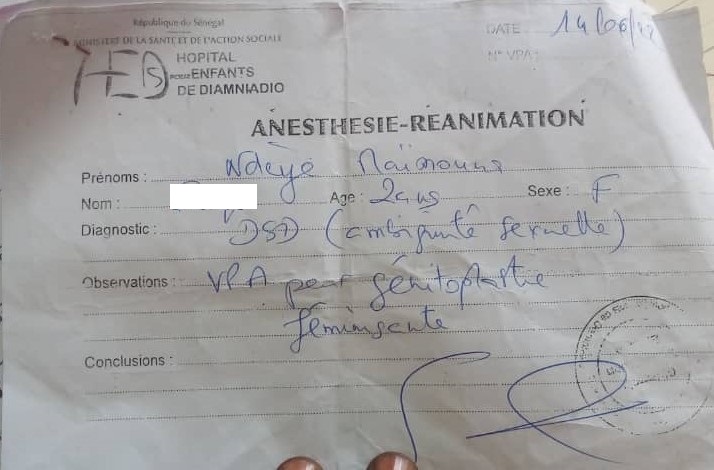 République du Sénégal
MINISTERE DE LA SANTE ET DE L'ACTION SOCIALE
HOPITAL
POUR ENFANTS
DE DIAMNIADIO
DATE : 14/06/
N° VPA :
ANESTHESIE-REANIMATION
Prénoms : Ndeye Maïmouna
Nom : Age : 2ans Sexe : F
Diagnostic : DSD (ambiguité sexuelle)
Observations : VPA pour génitoplastie
féminisante
Conclusions :